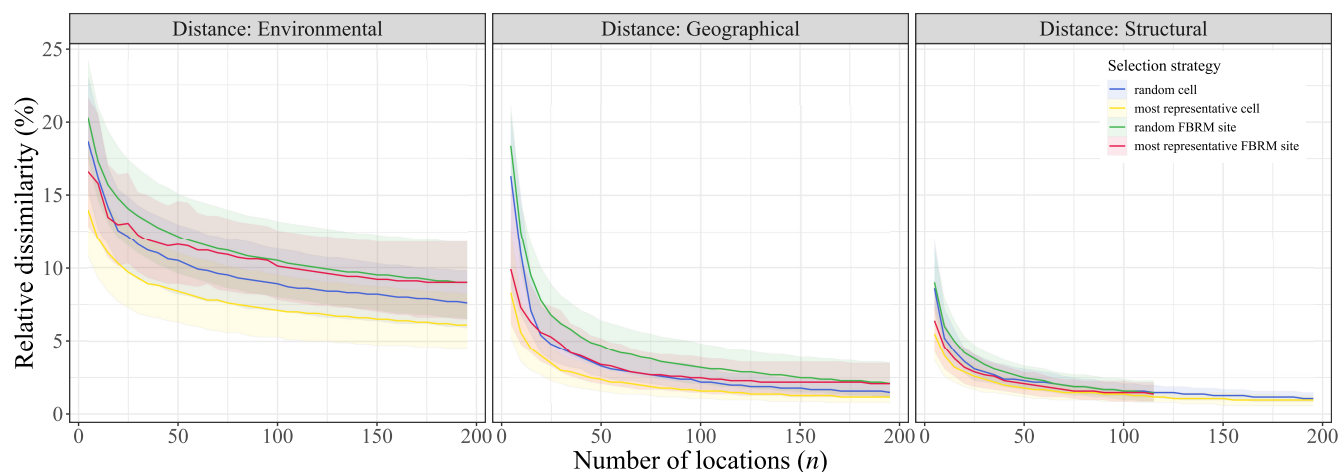 Distance: Environmental
Distance: Geographical
Distance: Structural
Relative dissimilarity (%)
25
20
15
10
5
0
Selection strategy
random cell
most representative cell
random FBRM site
most representative FBRM site
0 50 100 150 200
0 50 100 150 200
0 50 100 150 200
Number of locations (n)